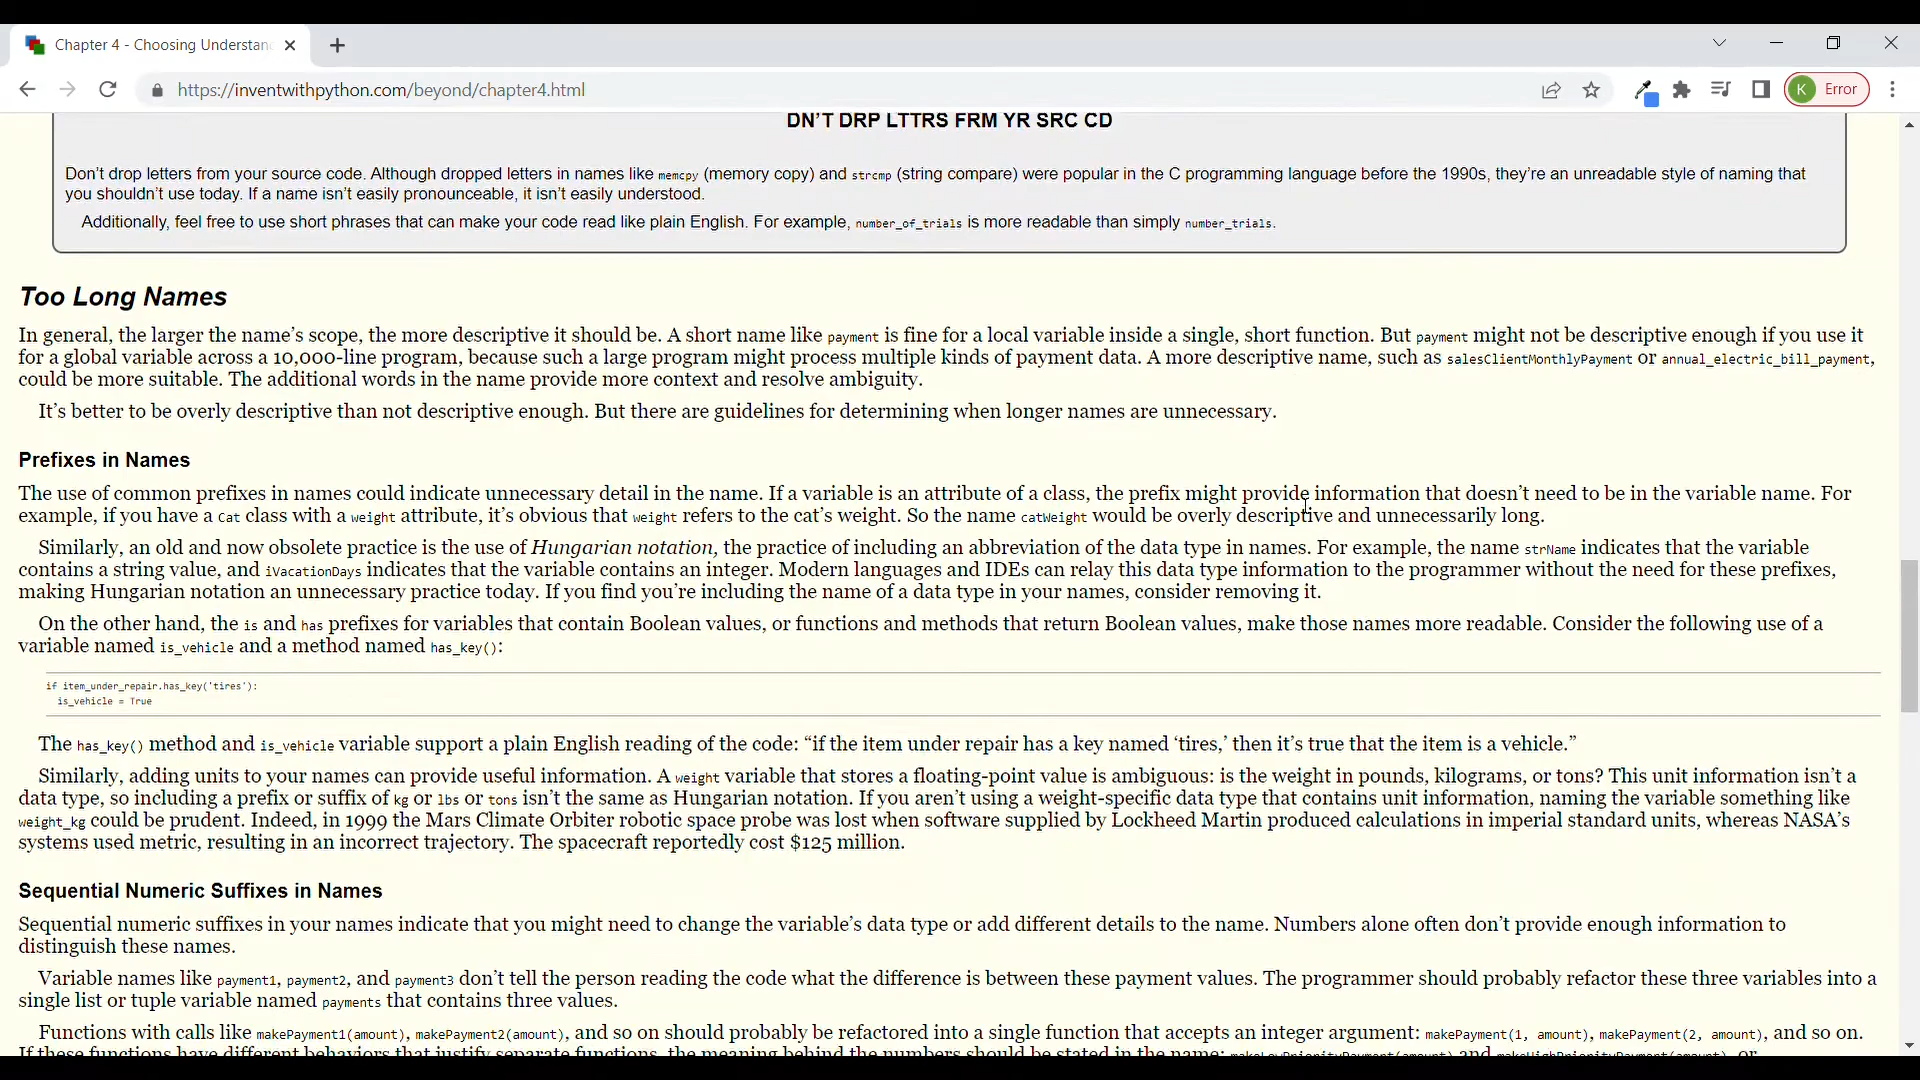 Chapter 4 - Choosing Understan
https://inventwithpython.com/beyond/chapter4.html
K Error
DN’T DRP LTTRS FRM YR SRC CD
Don’t drop letters from your source code. Although dropped letters in names like memcpy (memory copy) and strcmp (string compare) were popular in the C programming language before the 1990s, they’re an unreadable style of naming that
you shouldn’t use today. If a name isn’t easily pronounceable, it isn’t easily understood.
Additionally, feel free to use short phrases that can make your code read like plain English. For example, number_of_trials is more readable than simply number_trials.
Too Long Names
In general, the larger the name’s scope, the more descriptive it should be. A short name like payment is fine for a local variable inside a single, short function. But payment might not be descriptive enough if you use it
for a global variable across a 10,000-line program, because such a large program might process multiple kinds of payment data. A more descriptive name, such as salesClientMonthlyPayment or annual_electric_bill_payment,
could be more suitable. The additional words in the name provide more context and resolve ambiguity.
It’s better to be overly descriptive than not descriptive enough. But there are guidelines for determining when longer names are unnecessary.
Prefixes in Names
The use of common prefixes in names could indicate unnecessary detail in the name. If a variable is an attribute of a class, the prefix might provide information that doesn’t need to be in the variable name. For
example, if you have a Cat class with a weight attribute, it’s obvious that weight refers to the cat’s weight. So the name catWeight would be overly descriptive and unnecessarily long.
Similarly, an old and now obsolete practice is the use of Hungarian notation, the practice of including an abbreviation of the data type in names. For example, the name strName indicates that the variable
contains a string value, and iVacationDays indicates that the variable contains an integer. Modern languages and IDEs can relay this data type information to the programmer without the need for these prefixes,
making Hungarian notation an unnecessary practice today. If you find you’re including the name of a data type in your names, consider removing it.
On the other hand, the is and has prefixes for variables that contain Boolean values, or functions and methods that return Boolean values, make those names more readable. Consider the following use of a
variable named is_vehicle and a method named has_key():
if item_under_repair.has_key('tires'):
is_vehicle = True
The has_key() method and is_vehicle variable support a plain English reading of the code: “if the item under repair has a key named ‘tires,’ then it’s true that the item is a vehicle.”
Similarly, adding units to your names can provide useful information. A weight variable that stores a floating-point value is ambiguous: is the weight in pounds, kilograms, or tons? This unit information isn’t a
data type, so including a prefix or suffix of kg or lbs or tons isn’t the same as Hungarian notation. If you aren’t using a weight-specific data type that contains unit information, naming the variable something like
weight_kg could be prudent. Indeed, in 1999 the Mars Climate Orbiter robotic space probe was lost when software supplied by Lockheed Martin produced calculations in imperial standard units, whereas NASA’s
systems used metric, resulting in an incorrect trajectory. The spacecraft reportedly cost $125 million.
Sequential Numeric Suffixes in Names
Sequential numeric suffixes in your names indicate that you might need to change the variable’s data type or add different details to the name. Numbers alone often don’t provide enough information to
distinguish these names.
Variable names like payment1, payment2, and payment3 don’t tell the person reading the code what the difference is between these payment values. The programmer should probably refactor these three variables into a
single list or tuple variable named payments that contains three values.
Functions with calls like makePayment1(amount), makePayment2(amount), and so on should probably be refactored into a single function that accepts an integer argument: makePayment(1, amount), makePayment(2, amount), and so on.
If these functions have different behaviors that justify separate functions, the meaning behind the numbers should be stated in the name: makeLowPriorityPayment(amount) and makeHighPriorityPayment(amount), or